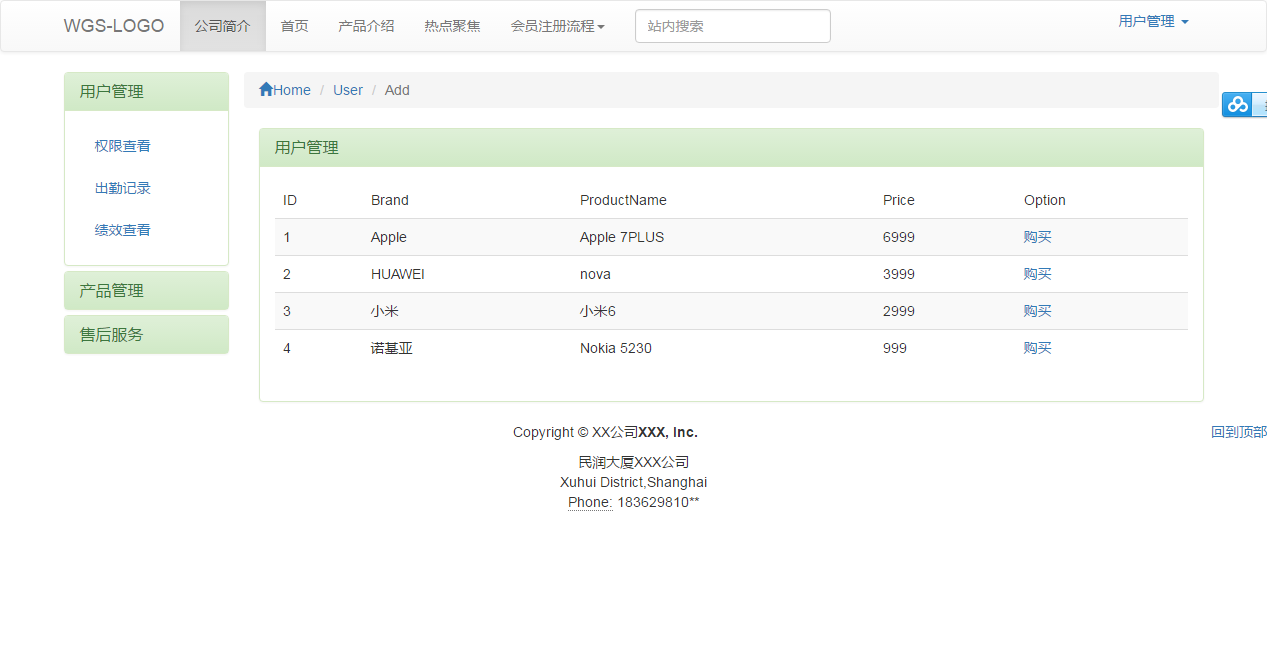 WGS-LOGO 公司简介 首页 产品介绍 热点聚焦 会员注册流程 站内搜索 用户管理
用户管理
权限查看
出勤记录
绩效查看
产品管理
售后服务
Home / User / Add
用户管理
ID Brand ProductName Price Option
1 Apple Apple 7PLUS 6999 购买
2 HUAWEI nova 3999 购买
3 小米 小米6 2999 购买
4 诺基亚 Nokia 5230 999 购买
Copyright © XX公司XXX, Inc.
回到顶部
民润大厦XXX公司
Xuhui District,Shanghai
Phone: 183629810**